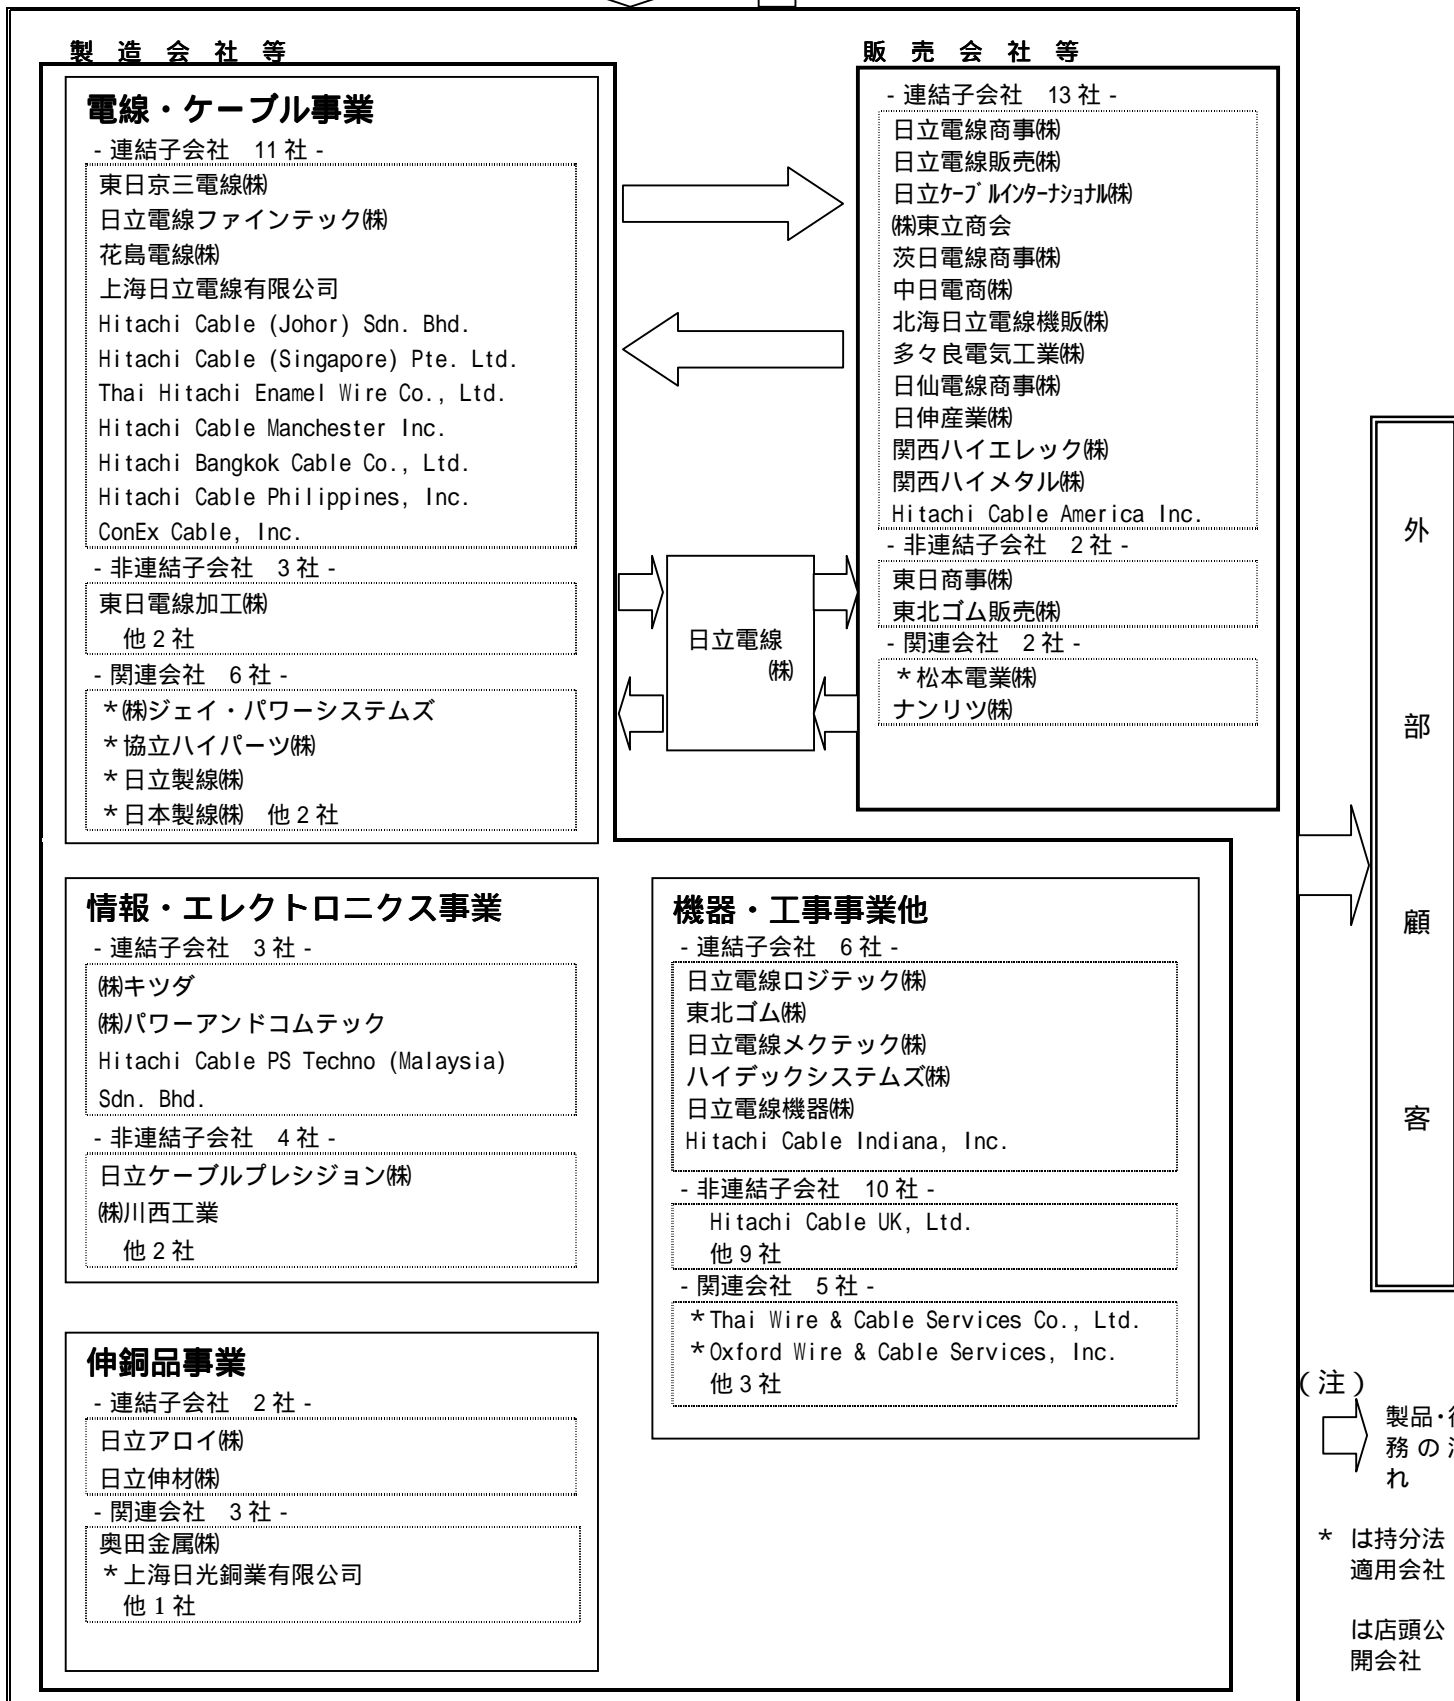 製造会社等
電線・ケーブル事業
- 連結子会社 11社 -
東日京三電線㈱
日立電線ファインテック㈱
花島電線㈱
上海日立電線有限公司
Hitachi Cable (Johor) Sdn. Bhd.
Hitachi Cable (Singapore) Pte. Ltd.
Thai Hitachi Enamel Wire Co., Ltd.
Hitachi Cable Manchester Inc.
Hitachi Bangkok Cable Co., Ltd.
Hitachi Cable Philippines, Inc.
ConEx Cable, Inc.
- 非連結子会社 3社 -
東日電線加工㈱
他2社
- 関連会社 6社 -
*㈱ジェイ・パワーシステムズ
*協立ハイパーツ㈱
*日立製線㈱
*日本製線㈱ 他2社
販売会社等
- 連結子会社 13社 -
日立電線商事㈱
日立電線販売㈱
日立ｹｰﾌﾞﾙｲﾝﾀｰﾅｼｮﾅﾙ㈱
㈱東立商会
茨日電線商事㈱
中日電商㈱
北海日立電線機販㈱
多々良電気工業㈱
日仙電線商事㈱
日伸産業㈱
関西ハイエレック㈱
関西ハイメタル㈱
Hitachi Cable America Inc.
- 非連結子会社 2社 -
東日商事㈱
東北ゴム販売㈱
- 関連会社 2社 -
*松本電業㈱
ナンリツ㈱
日立電線
㈱
情報・エレクトロニクス事業
- 連結子会社 3社 -
㈱キツダ
㈱パワーアンドコムテック
Hitachi Cable PS Techno (Malaysia)
Sdn. Bhd.
- 非連結子会社 4社 -
日立ケーブルプレシジョン㈱
㈱川西工業
他2社
機器・工事事業他
- 連結子会社 6社 -
日立電線ロジテック㈱
東北ゴム㈱
日立電線メクテック㈱
ハイデックシステムズ㈱
日立電線機器㈱
Hitachi Cable Indiana, Inc.
- 非連結子会社 10社 -
Hitachi Cable UK, Ltd.
他9社
- 関連会社 5社 -
*Thai Wire & Cable Services Co., Ltd.
*Oxford Wire & Cable Services, Inc.
他3社
伸銅品事業
- 連結子会社 2社 -
日立アロイ㈱
日立伸材㈱
- 関連会社 3社 -
奥田金属㈱
*上海日光銅業有限公司
他1社
外
部
顧
客
(注)
製品・
務の
れ
* は持分法
適用会社
は店頭公
開会社